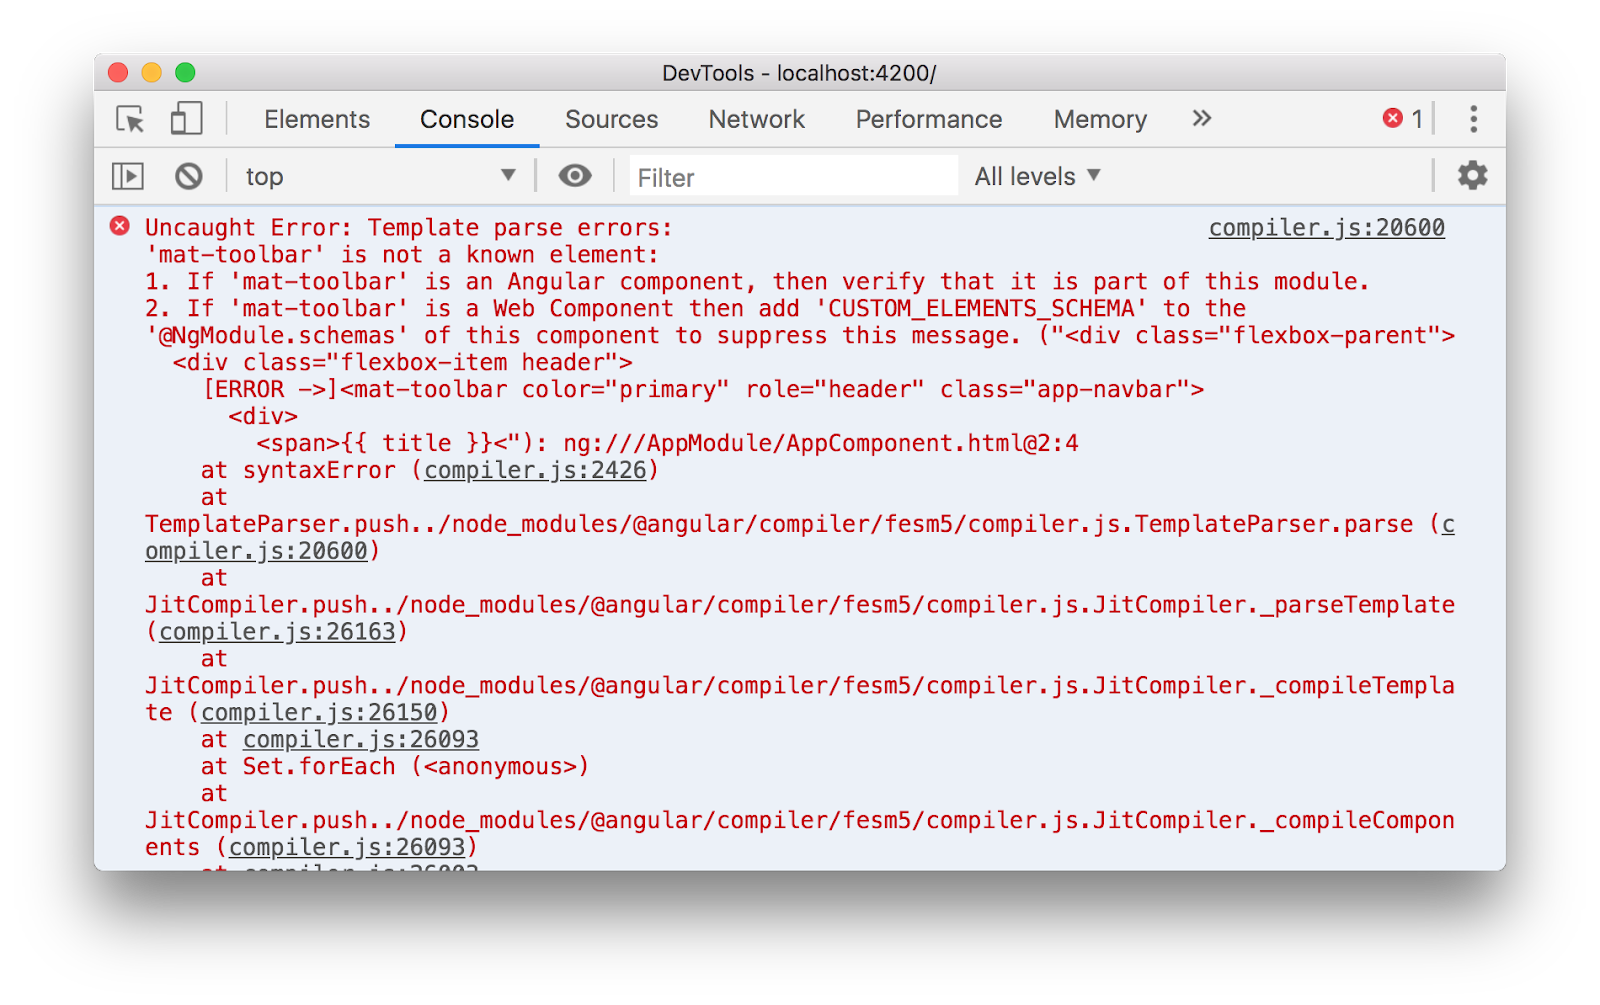 DevTools - localhost:4200/
Elements Console Sources Network Performance Memory » 1
top ▼ Filter All levels ▼
Uncaught Error: Template parse errors: compiler.js:20600
'mat-toolbar' is not a known element:
1. If 'mat-toolbar' is an Angular component, then verify that it is part of this module.
2. If 'mat-toolbar' is a Web Component then add 'CUSTOM_ELEMENTS_SCHEMA' to the
'@NgModule.schemas' of this component to suppress this message. ("<div class="flexbox-parent">
<div class="flexbox-item header">
[ERROR ->]<mat-toolbar color="primary" role="header" class="app-navbar">
<div>
<span>{{ title }}<"): ng:///AppModule/AppComponent.html@2:4
at syntaxError (compiler.js:2426)
at
TemplateParser.push../node_modules/@angular/compiler/fesm5/compiler.js.TemplateParser.parse (c
ompiler.js:20600)
at
JitCompiler.push../node_modules/@angular/compiler/fesm5/compiler.js.JitCompiler._parseTemplate
(compiler.js:26163)
at
JitCompiler.push../node_modules/@angular/compiler/fesm5/compiler.js.JitCompiler._compileTempla
te (compiler.js:26150)
at compiler.js:26093
at Set.forEach (<anonymous>)
at
JitCompiler.push../node_modules/@angular/compiler/fesm5/compiler.js.JitCompiler._compileCompon
ents (compiler.js:26093)
at compiler.js:26003